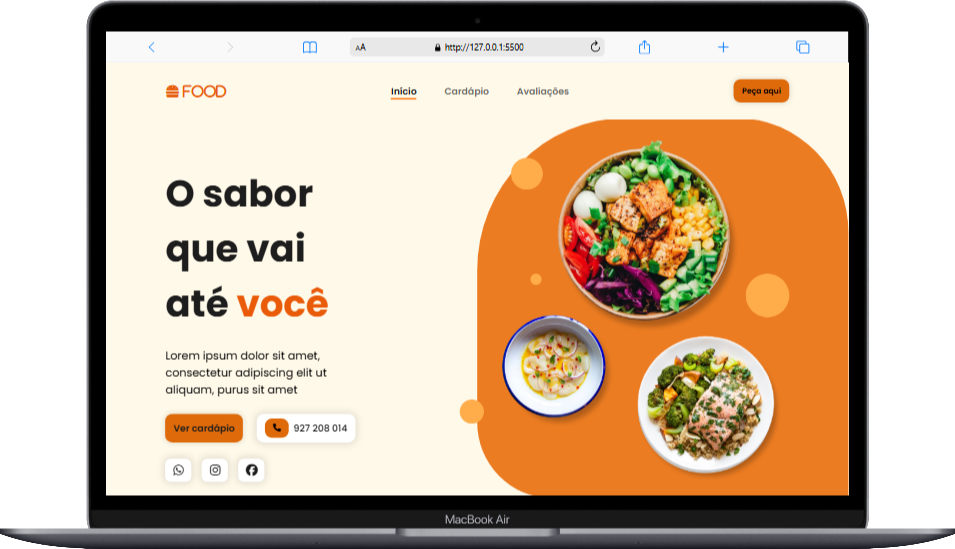 AA
http://127.0.0.1:5500
FOOD
Início
Cardápio
Avaliações
Peça aqui
O sabor
que vai
até você
Lorem ipsum dolor sit amet,
consectetur adipiscing elit ut
aliquam, purus sit amet
Ver cardápio
927 208 014
MacBook Air